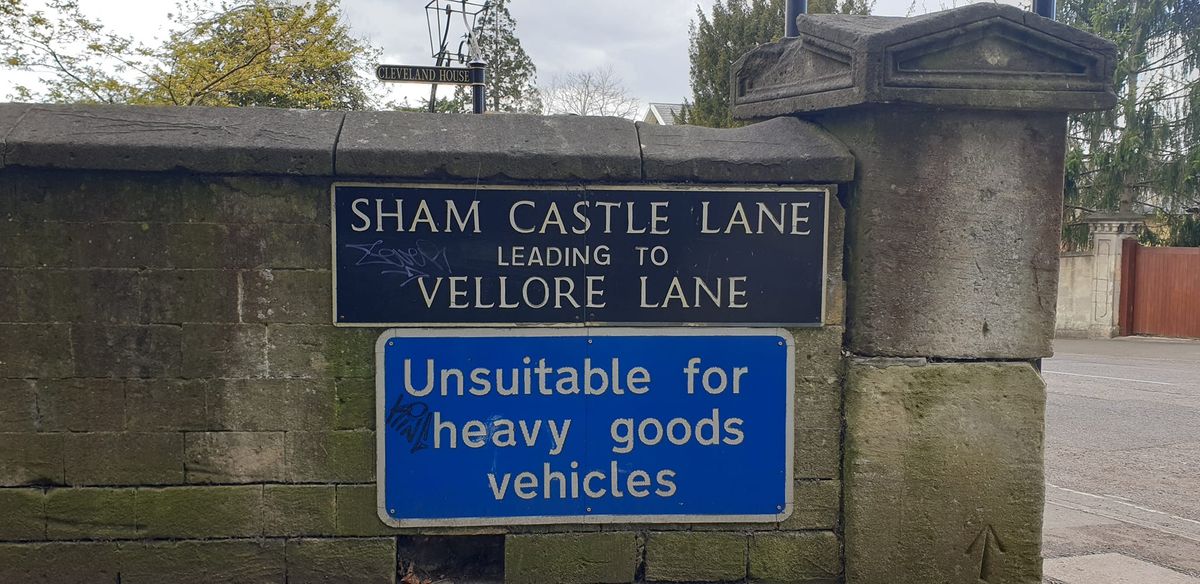 CLEVELAND HOUSE
SHAM CASTLE LANE
LEADING TO
VELLORE LANE
Unsuitable for
heavy goods
vehicles